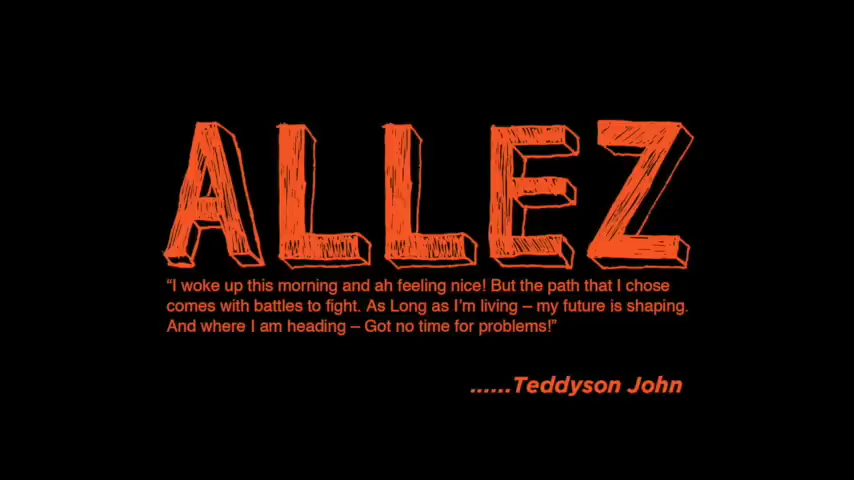 ALLEZ
“I woke up this morning and ah feeling nice! But the path that I chose
comes with battles to fight. As Long as I'm living – my future is shaping.
And where I am heading – Got no time for problems!”
......Teddyson John